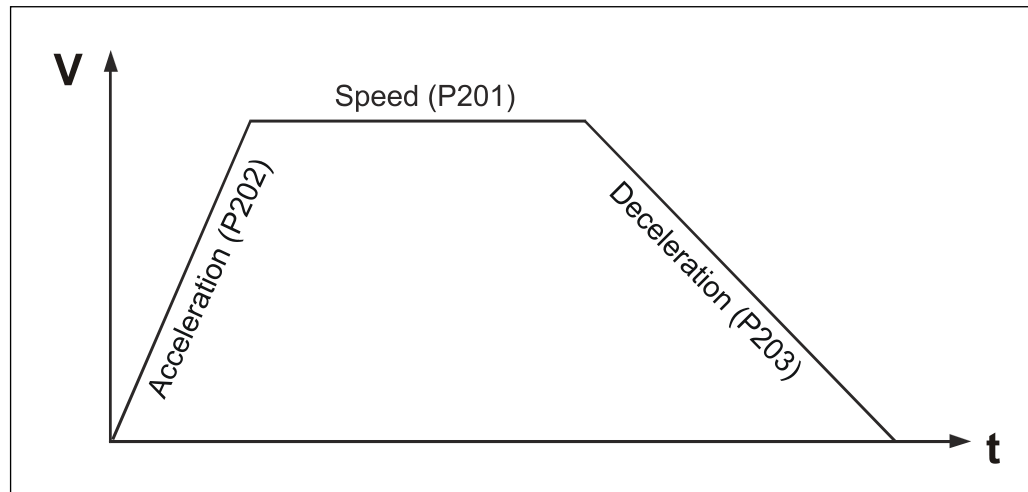 V
Speed (P201)
Acceleration (P202)
Deceleration (P203)
t